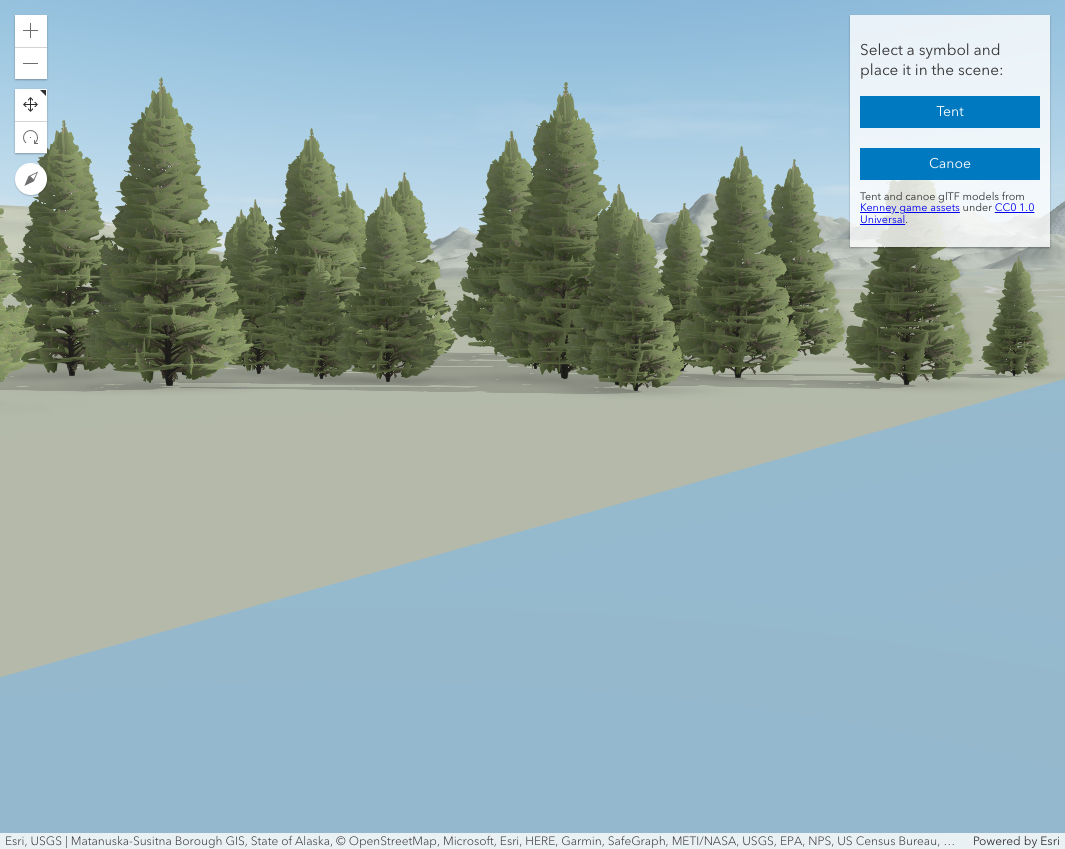 Select a symbol and
place it in the scene:
Tent
Canoe
Tent and canoe glTF models from
Kenney game assets under CC0 1.0
Universal.
Esri, USGS | Matanuska-Susitna Borough GIS, State of Alaska, © OpenStreetMap, Microsoft, Esri, HERE, Garmin, SafeGraph, METI/NASA, USGS, EPA, NPS, US Census Bureau, … Powered by Esri